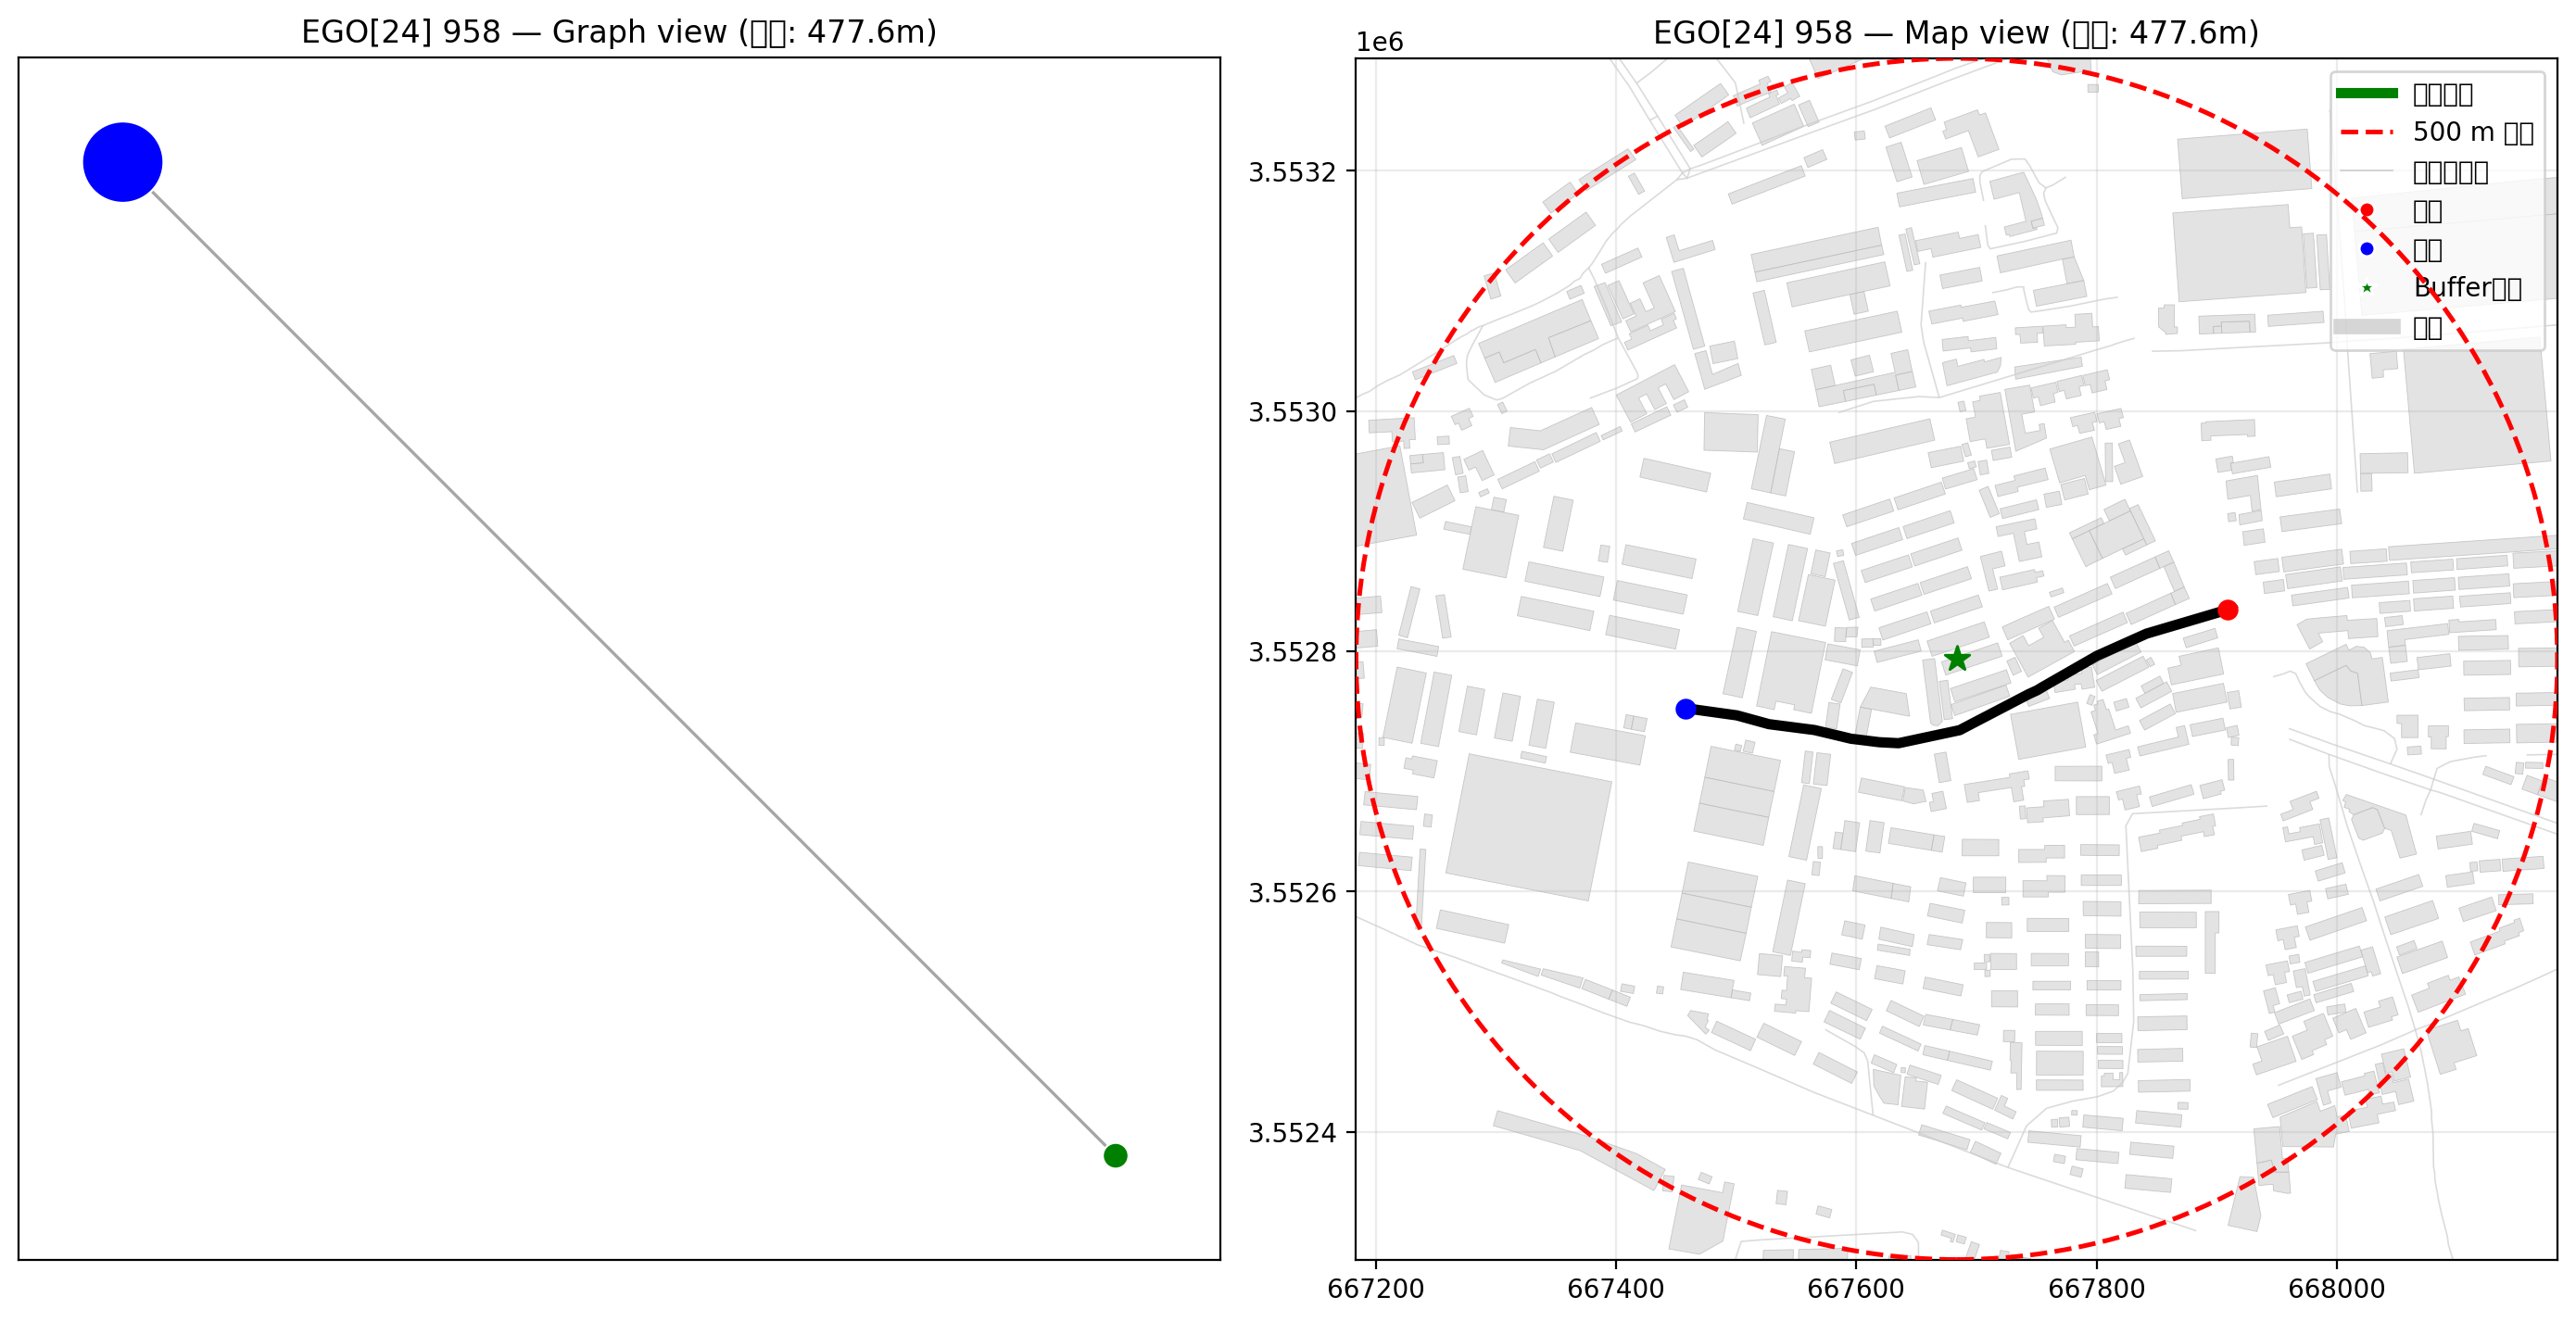 EGO[24] 958 — Graph view (: 477.6m)
EGO[24] 958 — Map view (: 477.6m)
1e6
3.5532
3.5530
3.5528
3.5526
3.5524
667200
667400
667600
667800
668000
500 m
Buffer